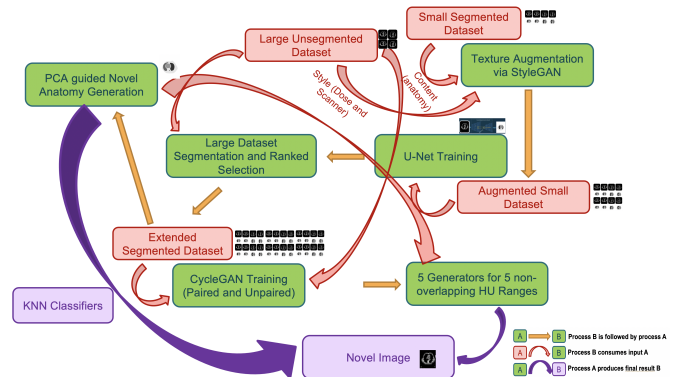 Small Segmented
Dataset
Large Unsegmented
Dataset
Texture Augmentation
via StyleGAN
PCA guided Novel
Anatomy Generation
Style (Dose and
Scanner)
Content
(anatomy)
Large Dataset
Segmentation and Ranked
Selection
U-Net Training
Augmented Small
Dataset
Extended
Segmented Dataset
CycleGAN Training
(Paired and Unpaired)
5 Generators for 5 non-
overlapping HU Ranges
KNN Classifiers
Novel Image
A B Process B is followed by process A
A B Process B consumes input A
A B Process A produces final result B